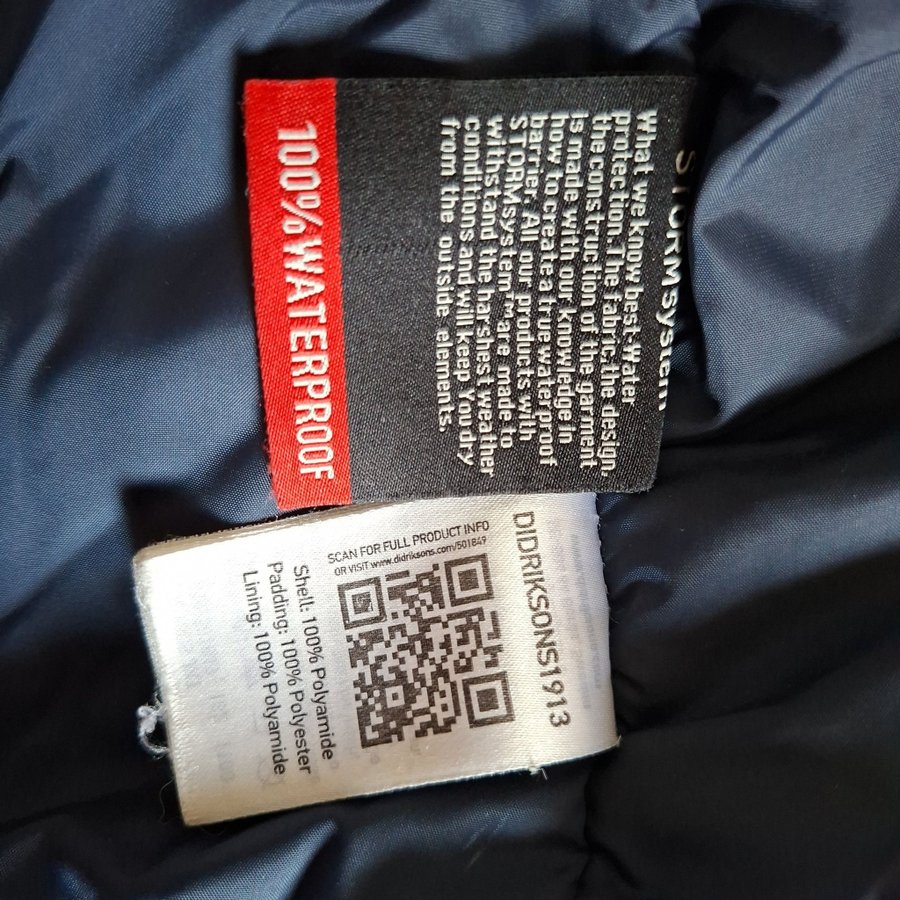 STORMsystem
What we know best-water
protection. The fabric, the design,
the construction of the garment
is made with our knowledge in
how to create a true waterproof
barrier. All our products with
STORMsystem™ are made to
withstand the harshest weather
conditions and will keep You dry
from the outside elements.
100% WATERPROOF
DIDRIKSONS1913
SCAN FOR FULL PRODUCT INFO
OR VISIT www.didriksons.com/501849
Shell: 100% Polyamide
Padding: 100% Polyester
Lining: 100% Polyamide